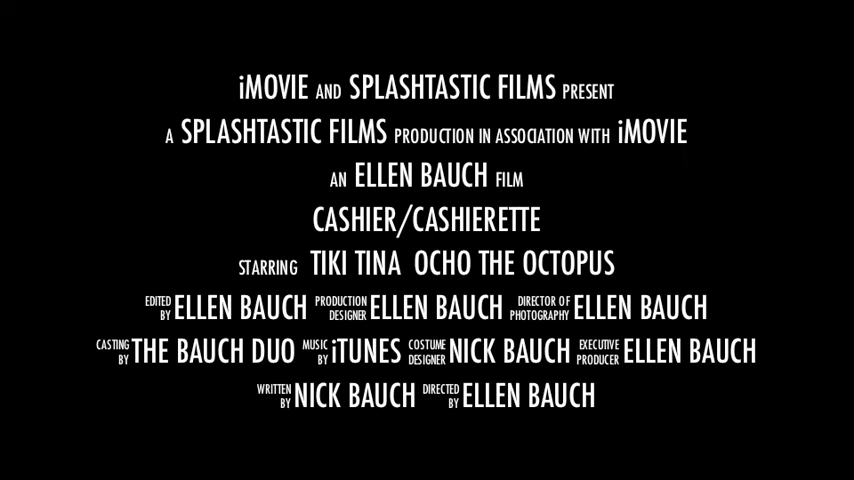 iMOVIE AND SPLASHTASTIC FILMS PRESENT
A SPLASHTASTIC FILMS PRODUCTION IN ASSOCIATION WITH iMOVIE
AN ELLEN BAUCH FILM
CASHIER/CASHIERETTE
STARRING TIKI TINA OCHO THE OCTOPUS
EDITED BY ELLEN BAUCH PRODUCTION DESIGNER ELLEN BAUCH DIRECTOR OF PHOTOGRAPHY ELLEN BAUCH
CASTING BY THE BAUCH DUO MUSIC BY iTUNES COSTUME DESIGNER NICK BAUCH EXECUTIVE PRODUCER ELLEN BAUCH
WRITTEN BY NICK BAUCH DIRECTED BY ELLEN BAUCH